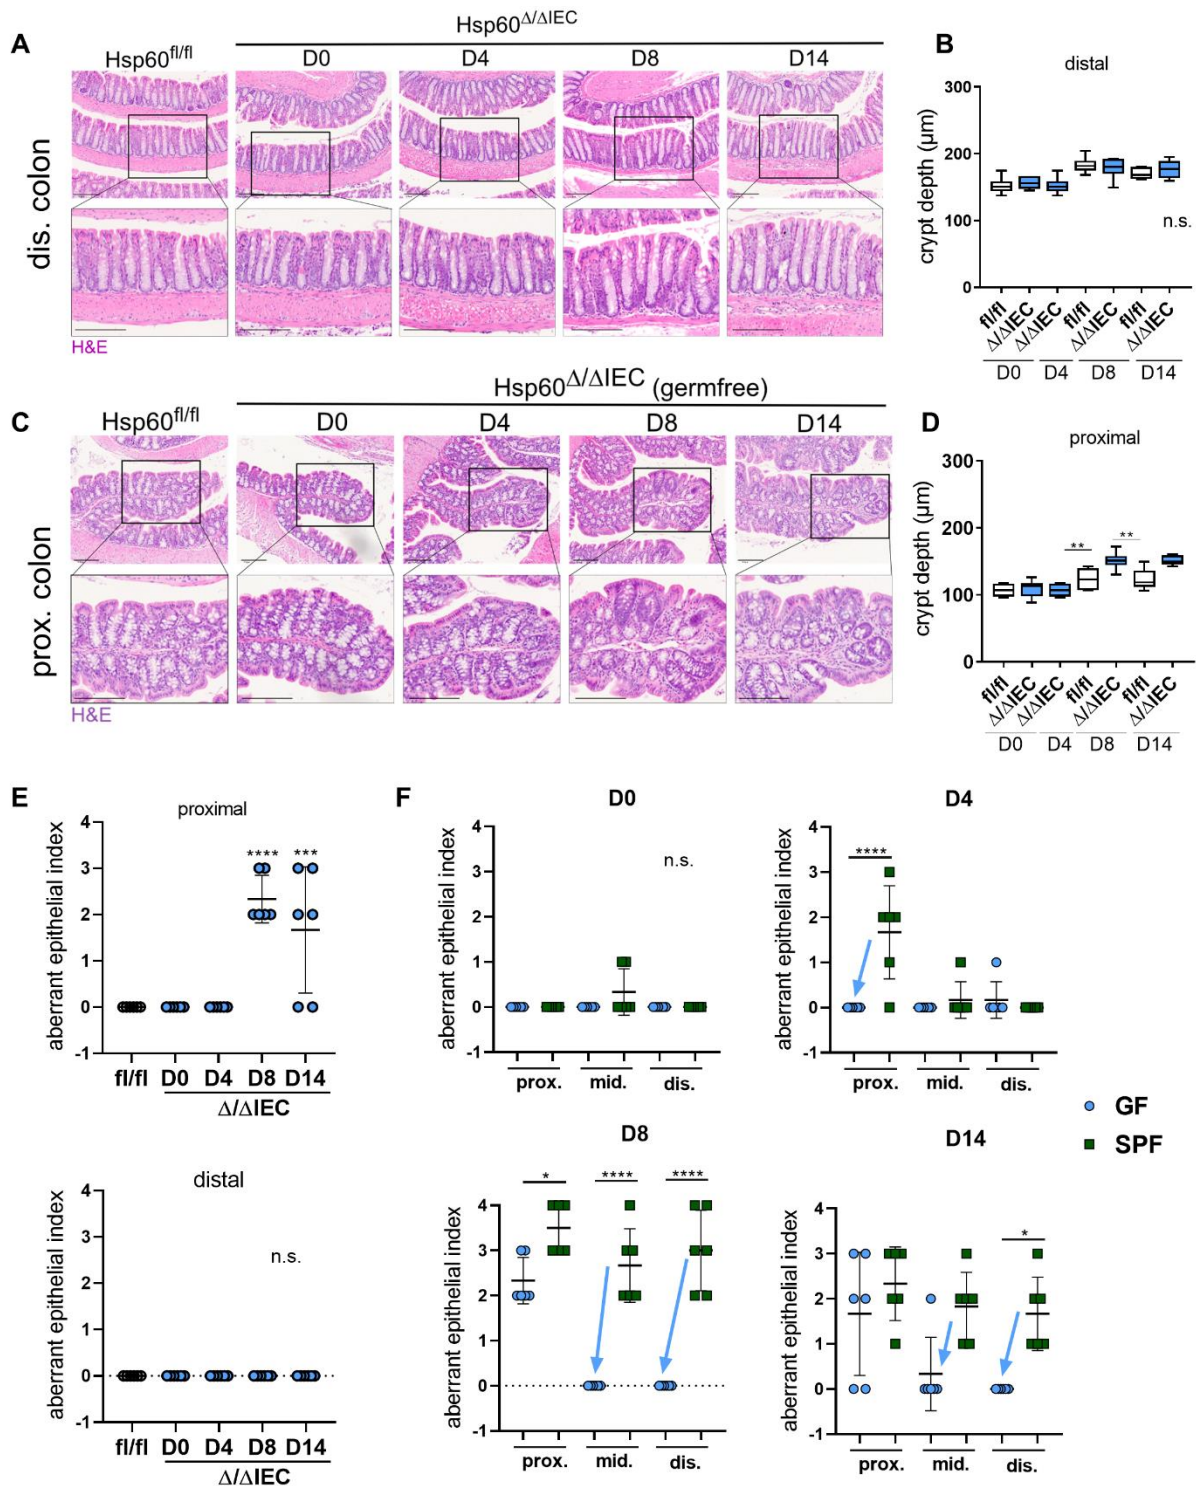 Hsp60Δ/ΔIEC
A
Hsp60fl/fl
D0
D4
D8
D14
dis. colon
H&E
B
distal
crypt depth (µm)
300
200
100
0
n.s.
fl/fl
Δ/ΔIEC
Δ/ΔIEC
fl/fl
Δ/ΔIEC
fl/fl
Δ/ΔIEC
D0
D4
D8
D14
Hsp60Δ/ΔIEC (germfree)
C
Hsp60fl/fl
D0
D4
D8
D14
prox. colon
H&E
D
proximal
crypt depth (µm)
300
200
100
0
**
**
fl/fl
Δ/ΔIEC
Δ/ΔIEC
fl/fl
Δ/ΔIEC
fl/fl
Δ/ΔIEC
D0
D4
D8
D14
E
proximal
aberrant epithelial index
4
3
2
1
0
-1
****
***
fl/fl D0 D4 D8 D14
Δ/ΔIEC
distal
aberrant epithelial index
4
3
2
1
0
-1
n.s.
fl/fl D0 D4 D8 D14
Δ/ΔIEC
F
D0
aberrant epithelial index
4
3
2
1
0
-1
n.s.
prox. mid. dis.
D4
aberrant epithelial index
4
3
2
1
0
-1
****
prox. mid. dis.
GF
SPF
D8
aberrant epithelial index
4
3
2
1
0
-1
*
****
****
prox. mid. dis.
D14
aberrant epithelial index
4
3
2
1
0
-1
*
prox. mid. dis.